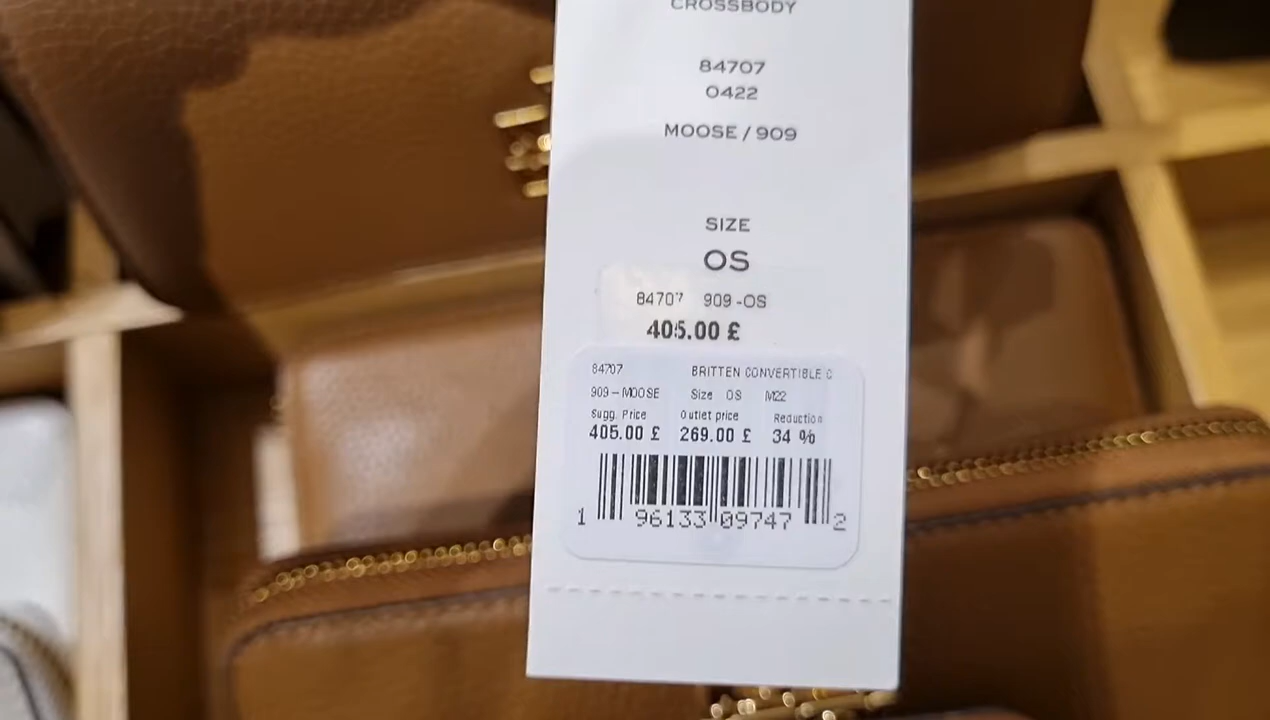 CROSSBODY
84707
0422
MOOSE / 909
SIZE
OS
84707 909-OS
405.00 £
84707 BRITTEN CONVERTIBLE C
909-MOOSE Size OS M22
Sugg. Price Outlet price Reduction
405.00 £ 269.00 £ 34 %
1 96133 09747 2